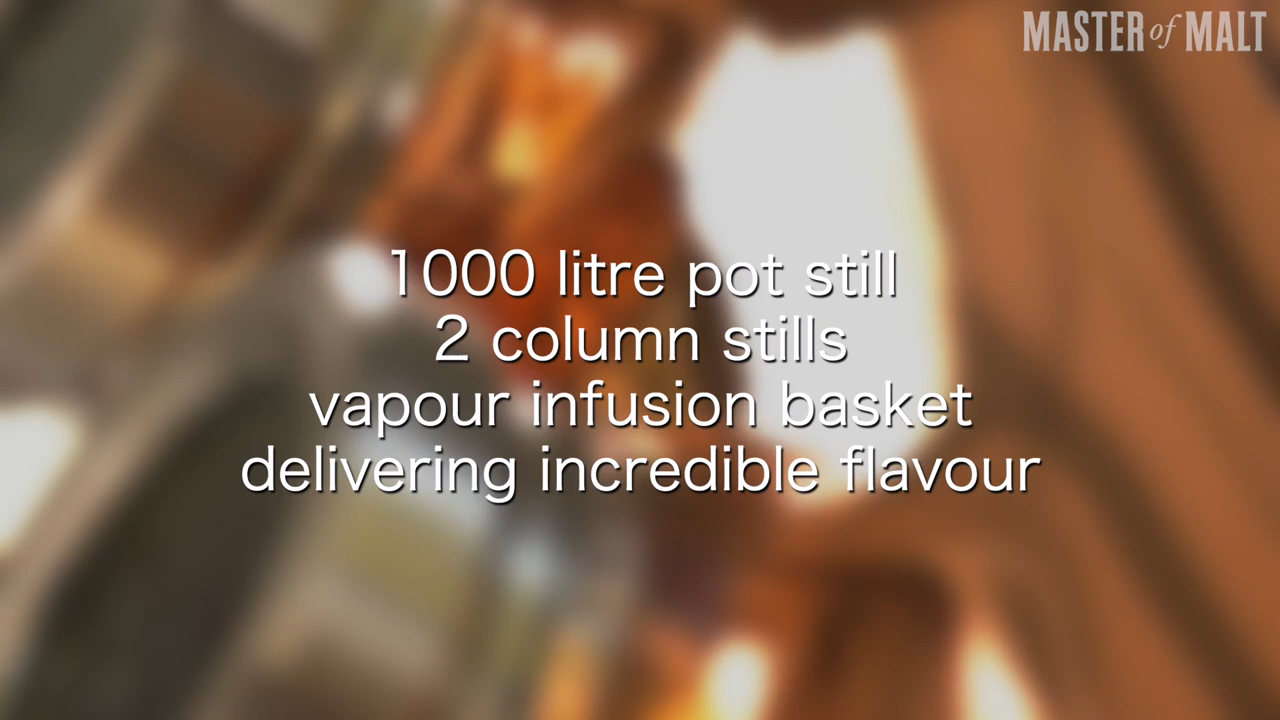 MASTER of MALT
1000 litre pot still
2 column stills
vapour infusion basket
delivering incredible flavour